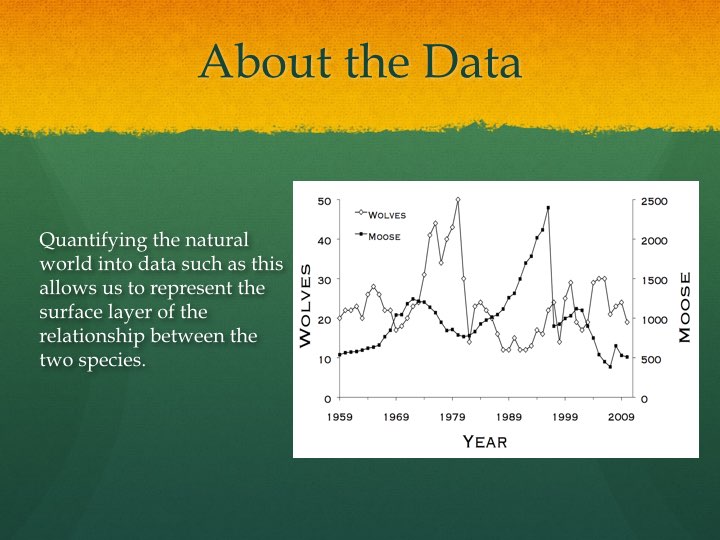 About the Data
Quantifying the natural
world into data such as this
allows us to represent the
surface layer of the
relationship between the
two species.
50
40
30
20
10
0
Wolves
Wolves
Moose
2500
2000
1500
1000
500
0
Moose
1959 1969 1979 1989 1999 2009
Year